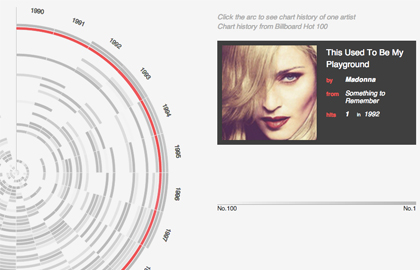 1990
1991
1992
1993
1994
1995
1996
1997
Click the arc to see chart history of one artist
Chart history from Billboard Hot 100
This Used To Be My
Playground
by Madonna
from Something to
Remember
hits 1 in 1992
No.100 No.1